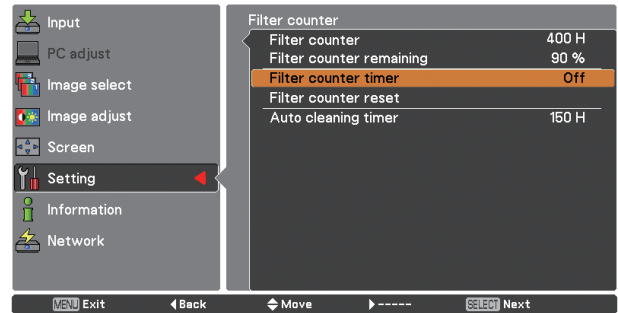 Input
PC adjust
Image select
Image adjust
Screen
Setting
Information
Network
Filter counter
Filter counter 400 H
Filter counter remaining 90 %
Filter counter timer Off
Filter counter reset
Auto cleaning timer 150 H
MENU Exit Back Move ----- SELECT Next